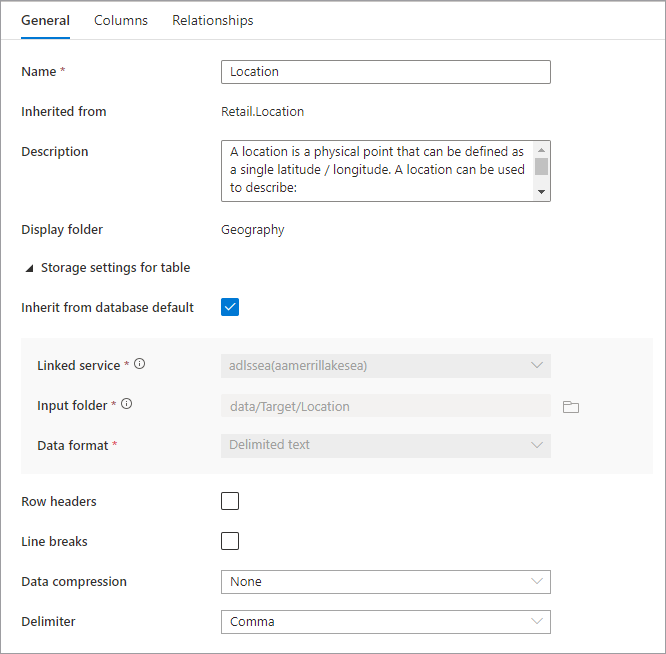 General Columns Relationships
Name * Location
Inherited from Retail.Location
Description A location is a physical point that can be defined as
a single latitude / longitude. A location can be used
to describe:
Display folder Geography
Storage settings for table
Inherit from database default
Linked service * adlssea(aamerrillakesea)
Input folder * data/Target/Location
Data format * Delimited text
Row headers
Line breaks
Data compression None
Delimiter Comma